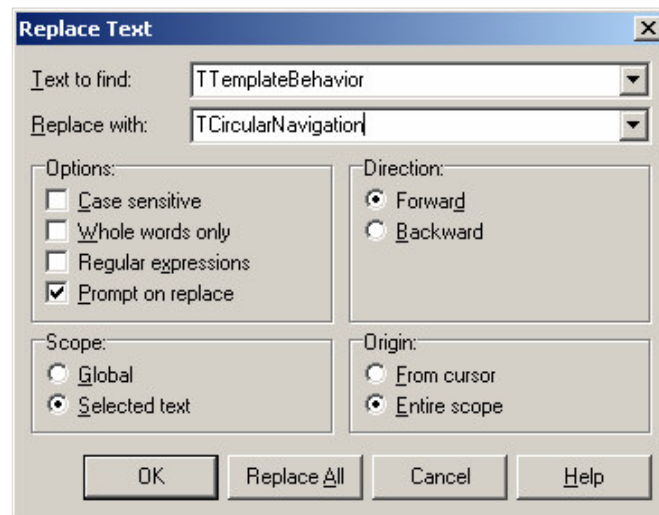 Replace Text
Text to find: TTemplateBehavior
Replace with: TCircularNavigation
Options:
Case sensitive
Whole words only
Regular expressions
Prompt on replace
Direction:
Forward
Backward
Scope:
Global
Selected text
Origin:
From cursor
Entire scope
OK Replace All Cancel Help